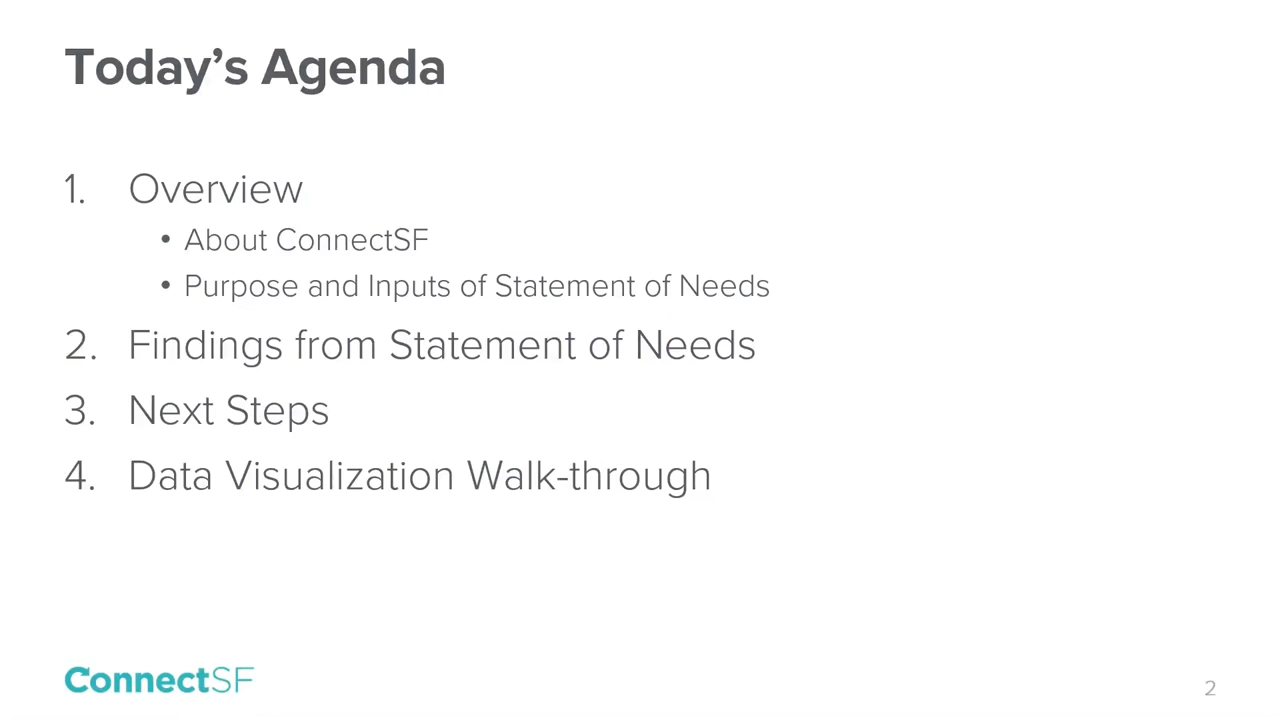 Today's Agenda
1. Overview
• About ConnectSF
• Purpose and Inputs of Statement of Needs
2. Findings from Statement of Needs
3. Next Steps
4. Data Visualization Walk-through
ConnectSF
2